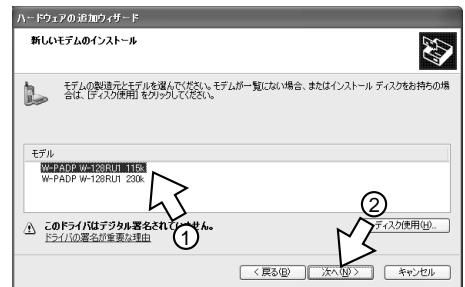 ハードウェアの追加ウィザード
新しいモデムのインストール
モデムの製造元とモデルを選んでください。モデムが一覧にない場合、またはインストール ディスクをお持ちの場
合は、[ディスク使用] をクリックしてください。
モデル
W-PADP W-128RU1 115k
W-PADP W-128RU1 230k
②
このドライバはデジタル署名されていません。
ディスク使用(H)...
①
ドライバの署名が重要な理由
< 戻る(B)
次へ(N) >
キャンセル